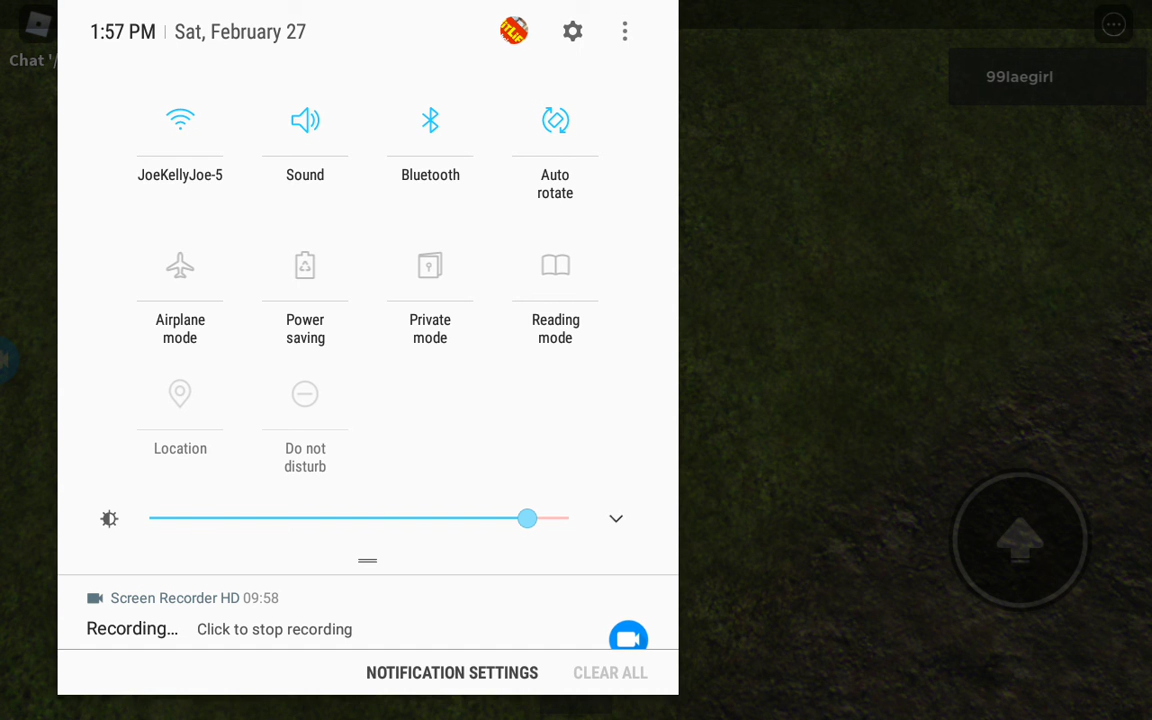 1:57 PM | Sat, February 27
Chat '/
99laegirl
JoeKellyJoe-5
Sound
Bluetooth
Auto
rotate
Airplane
mode
Power
saving
Private
mode
Reading
mode
Location
Do not
disturb
Screen Recorder HD 09:58
Recording... Click to stop recording
NOTIFICATION SETTINGS CLEAR ALL